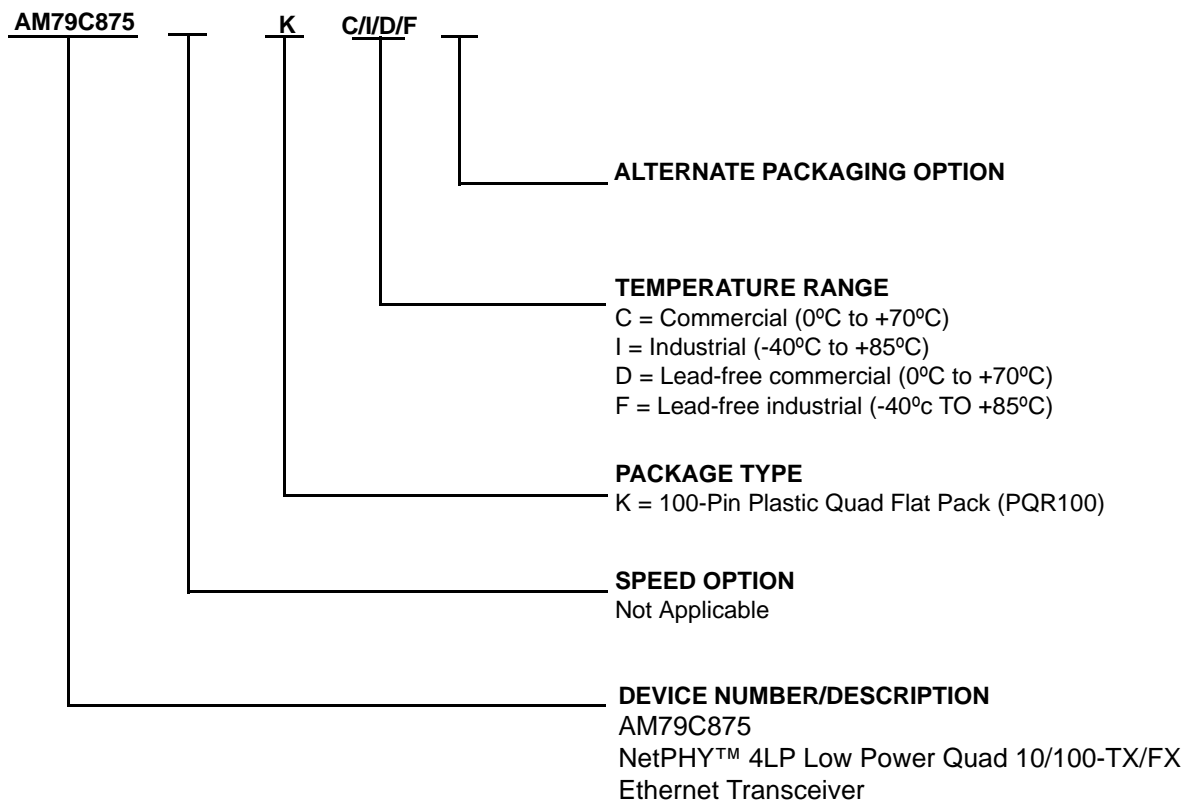 AM79C875 K C/I/D/F
ALTERNATE PACKAGING OPTION
TEMPERATURE RANGE
C = Commercial (0ºC to +70ºC)
I = Industrial (-40ºC to +85ºC)
D = Lead-free commercial (0ºC to +70ºC)
F = Lead-free industrial (-40ºc TO +85ºC)
PACKAGE TYPE
K = 100-Pin Plastic Quad Flat Pack (PQR100)
SPEED OPTION
Not Applicable
DEVICE NUMBER/DESCRIPTION
AM79C875
NetPHY™ 4LP Low Power Quad 10/100-TX/FX
Ethernet Transceiver